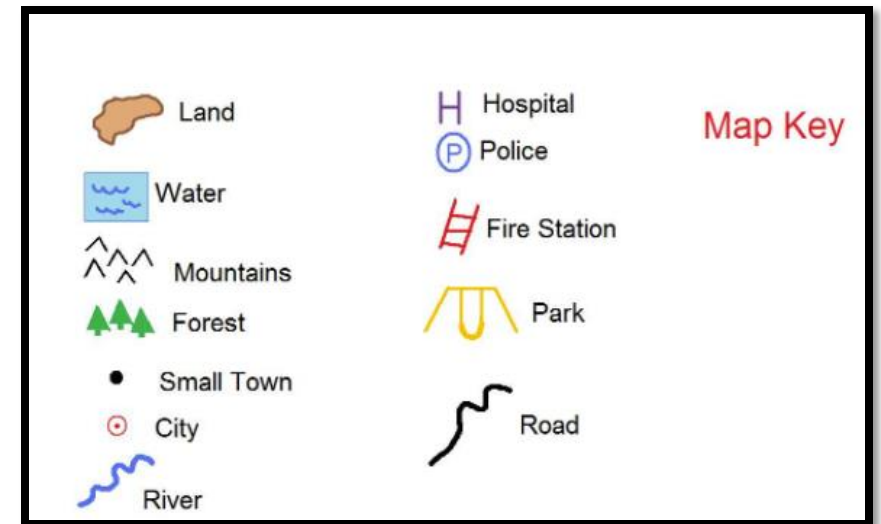 Land
Water
Mountains
Forest
Small Town
City
River
H Hospital
P Police
Fire Station
Park
Road
Map Key